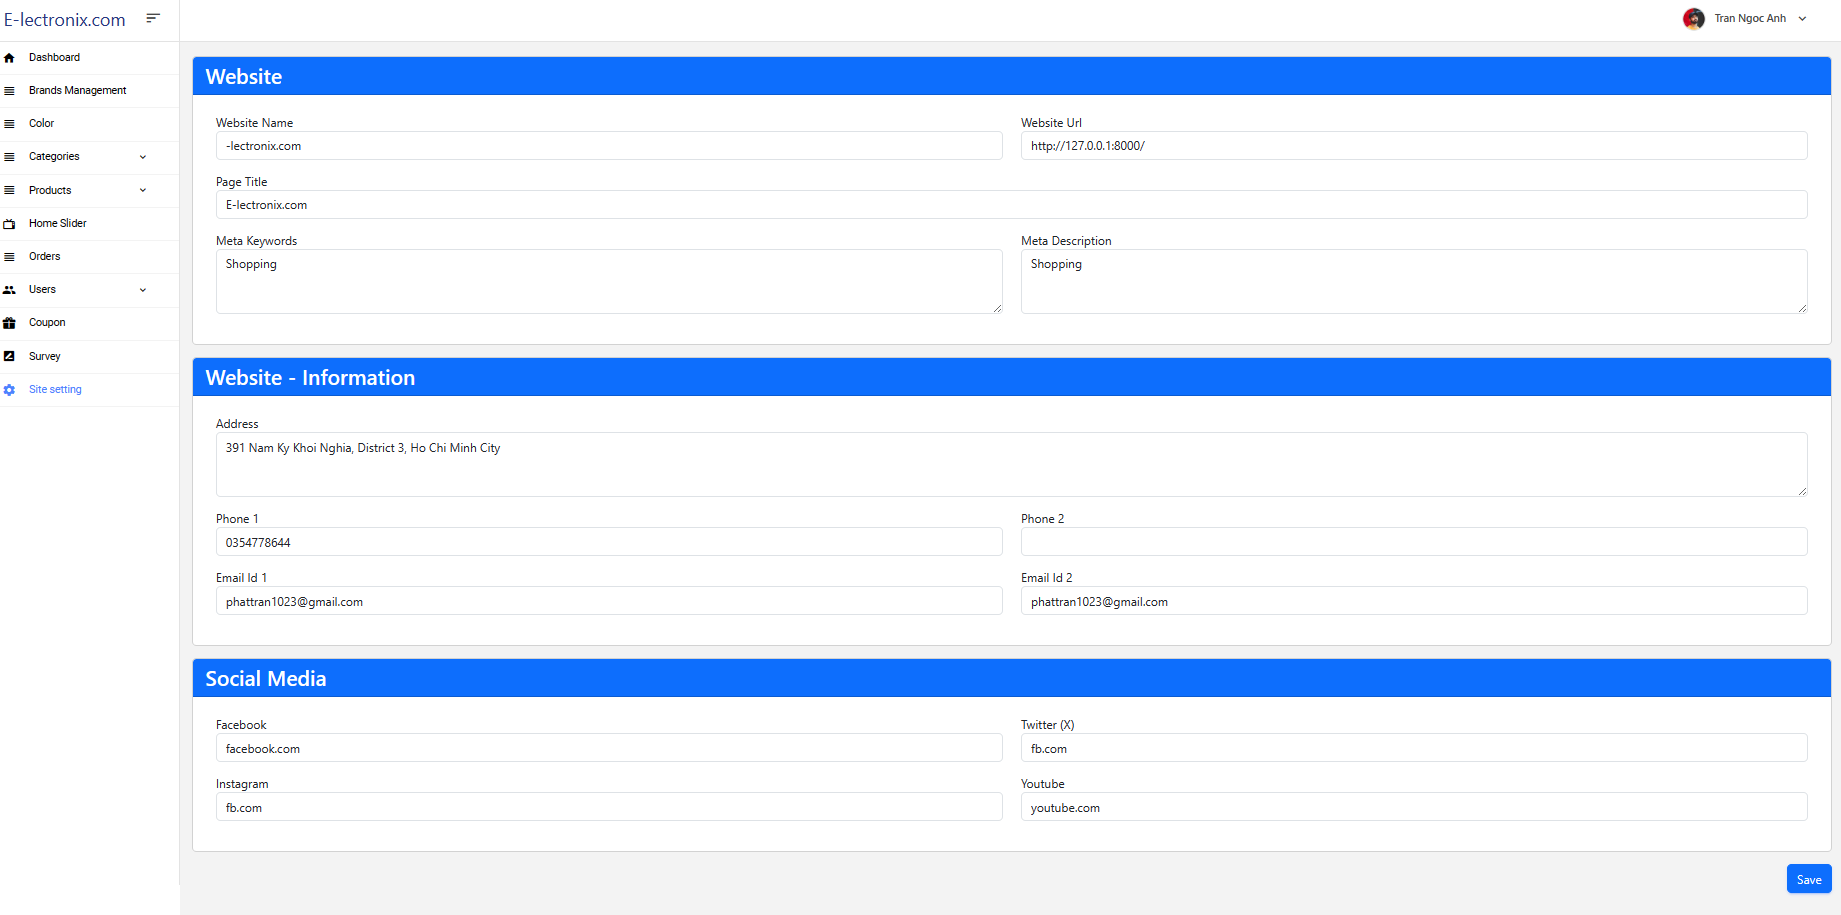 E-lectronix.com
Tran Ngoc Anh
Dashboard
Brands Management
Color
Categories
Products
Home Slider
Orders
Users
Coupon
Survey
Site setting
Website
Website Name
Website Url
-lectronix.com
http://127.0.0.1:8000/
Page Title
E-lectronix.com
Meta Keywords
Meta Description
Shopping
Shopping
Website - Information
Address
391 Nam Ky Khoi Nghia, District 3, Ho Chi Minh City
Phone 1
Phone 2
0354778644
Email Id 1
Email Id 2
phattran1023@gmail.com
phattran1023@gmail.com
Social Media
Facebook
Twitter (X)
facebook.com
fb.com
Instagram
Youtube
fb.com
youtube.com
Save